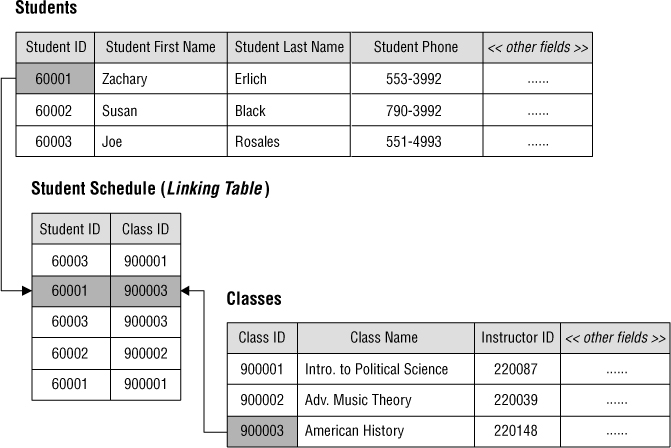 Students
Student ID Student First Name Student Last Name Student Phone << other fields >>
60001 Zachary Erlich 553-3992 ......
60002 Susan Black 790-3992 ......
60003 Joe Rosales 551-4993 ......
Student Schedule (Linking Table)
Student ID Class ID
60003 900001
60001 900003
60003 900003
60002 900002
60001 900001
Classes
Class ID Class Name Instructor ID << other fields >>
900001 Intro. to Political Science 220087 ......
900002 Adv. Music Theory 220039 ......
900003 American History 220148 ......